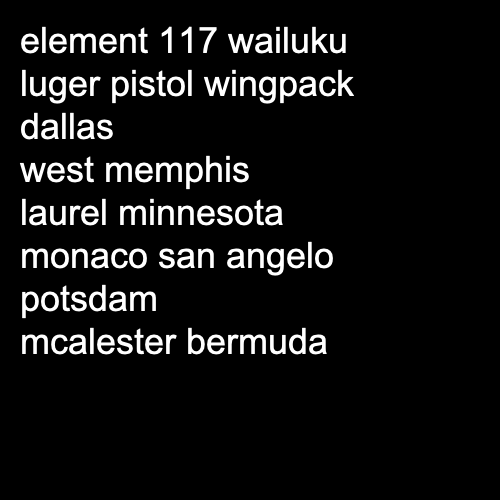 element 117 wailuku
luger pistol wingpack
dallas
west memphis
laurel minnesota
monaco san angelo
potsdam
mcalester bermuda